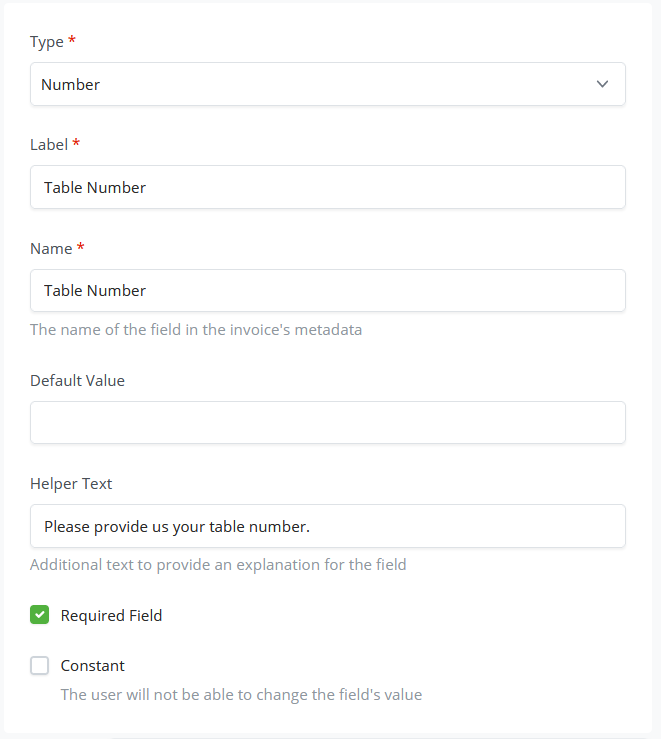 Type *
Number
Label *
Table Number
Name *
Table Number
The name of the field in the invoice's metadata
Default Value
Helper Text
Please provide us your table number.
Additional text to provide an explanation for the field
Required Field
Constant
The user will not be able to change the field's value